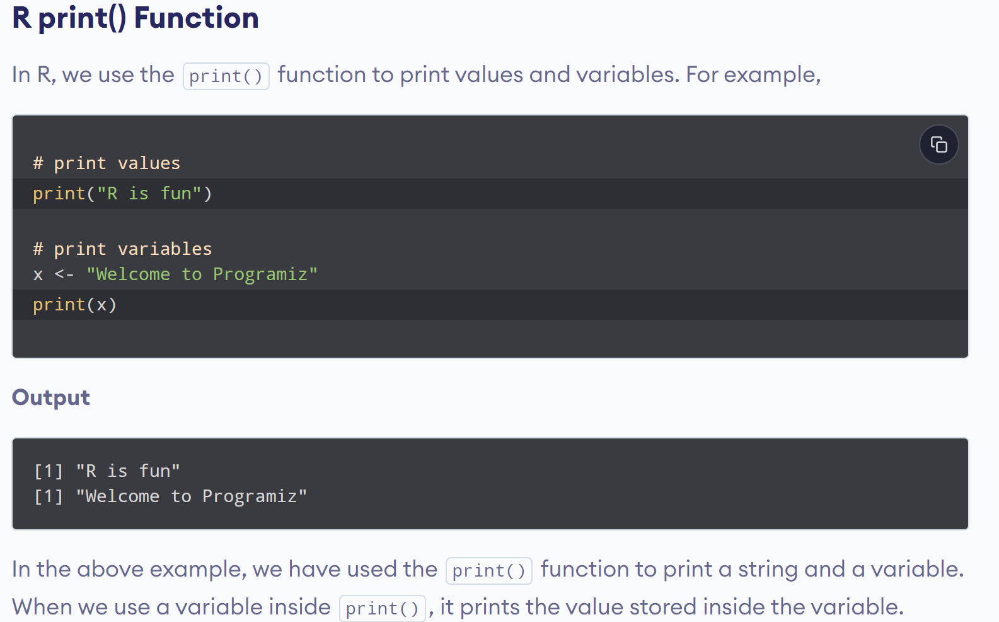 R print() Function
In R, we use the print() function to print values and variables. For example,
# print values
print("R is fun")
# print variables
x <- "Welcome to Programiz"
print(x)
Output
[1] "R is fun"
[1] "Welcome to Programiz"
In the above example, we have used the print() function to print a string and a variable.
When we use a variable inside print(), it prints the value stored inside the variable.